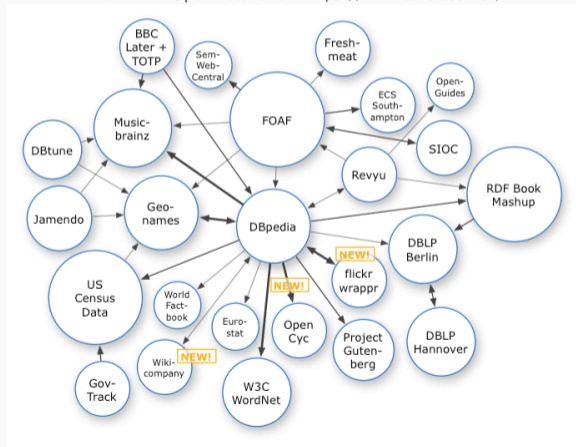 BBC
Later +
TOTP
Sem-
Web-
Central
Fresh-
meat
Music-
brainz
FOAF
ECS
South-
ampton
Open-
Guides
DBtune
SIOC
Revyu
RDF Book
Mashup
Jamendo
Geo-
names
DBpedia
DBLP
Berlin
NEW!
flickr
wrappr
US
Census
Data
World
Fact-
book
NEW!
Euro-
stat
Open
Cyc
Project
Guten-
berg
DBLP
Hannover
NEW!
Wiki-
company
Gov-
Track
W3C
WordNet